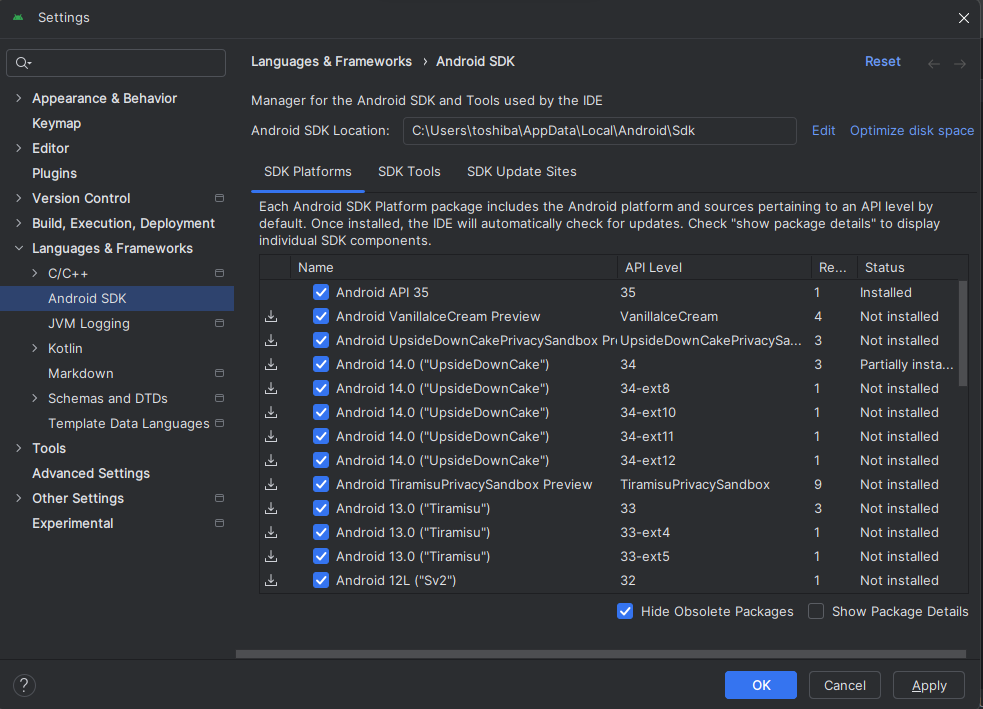 Settings
Appearance & Behavior
Keymap
Editor
Plugins
Version Control
Build, Execution, Deployment
Languages & Frameworks
C/C++
Android SDK
JVM Logging
Kotlin
Markdown
Schemas and DTDs
Template Data Languages
Tools
Advanced Settings
Other Settings
Experimental
Languages & Frameworks › Android SDK
Reset
Manager for the Android SDK and Tools used by the IDE
Android SDK Location: C:\Users\toshiba\AppData\Local\Android\Sdk Edit Optimize disk space
SDK Platforms SDK Tools SDK Update Sites
Each Android SDK Platform package includes the Android platform and sources pertaining to an API level by
default. Once installed, the IDE will automatically check for updates. Check "show package details" to display
individual SDK components.
Name API Level Re... Status
Android API 35 35 1 Installed
Android VanillaIceCream Preview VanillaIceCream 4 Not installed
Android UpsideDownCakePrivacySandbox Pr UpsideDownCakePrivacySa... 3 Not installed
Android 14.0 ("UpsideDownCake") 34 3 Partially insta...
Android 14.0 ("UpsideDownCake") 34-ext8 1 Not installed
Android 14.0 ("UpsideDownCake") 34-ext10 1 Not installed
Android 14.0 ("UpsideDownCake") 34-ext11 1 Not installed
Android 14.0 ("UpsideDownCake") 34-ext12 1 Not installed
Android TiramisuPrivacySandbox Preview TiramisuPrivacySandbox 9 Not installed
Android 13.0 ("Tiramisu") 33 3 Not installed
Android 13.0 ("Tiramisu") 33-ext4 1 Not installed
Android 13.0 ("Tiramisu") 33-ext5 1 Not installed
Android 12L ("Sv2") 32 1 Not installed
Hide Obsolete Packages Show Package Details
? OK Cancel Apply